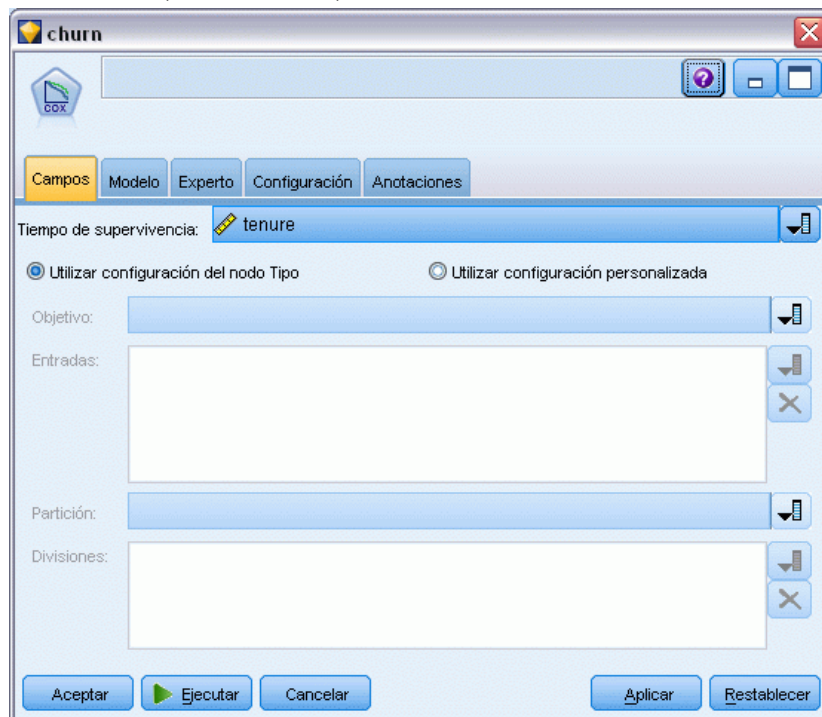 churn
COX
Campos Modelo Experto Configuración Anotaciones
Tiempo de supervivencia: tenure
Utilizar configuración del nodo Tipo Utilizar configuración personalizada
Objetivo:
Entradas:
Partición:
Divisiones:
Aceptar Ejecutar Cancelar Aplicar Restablecer